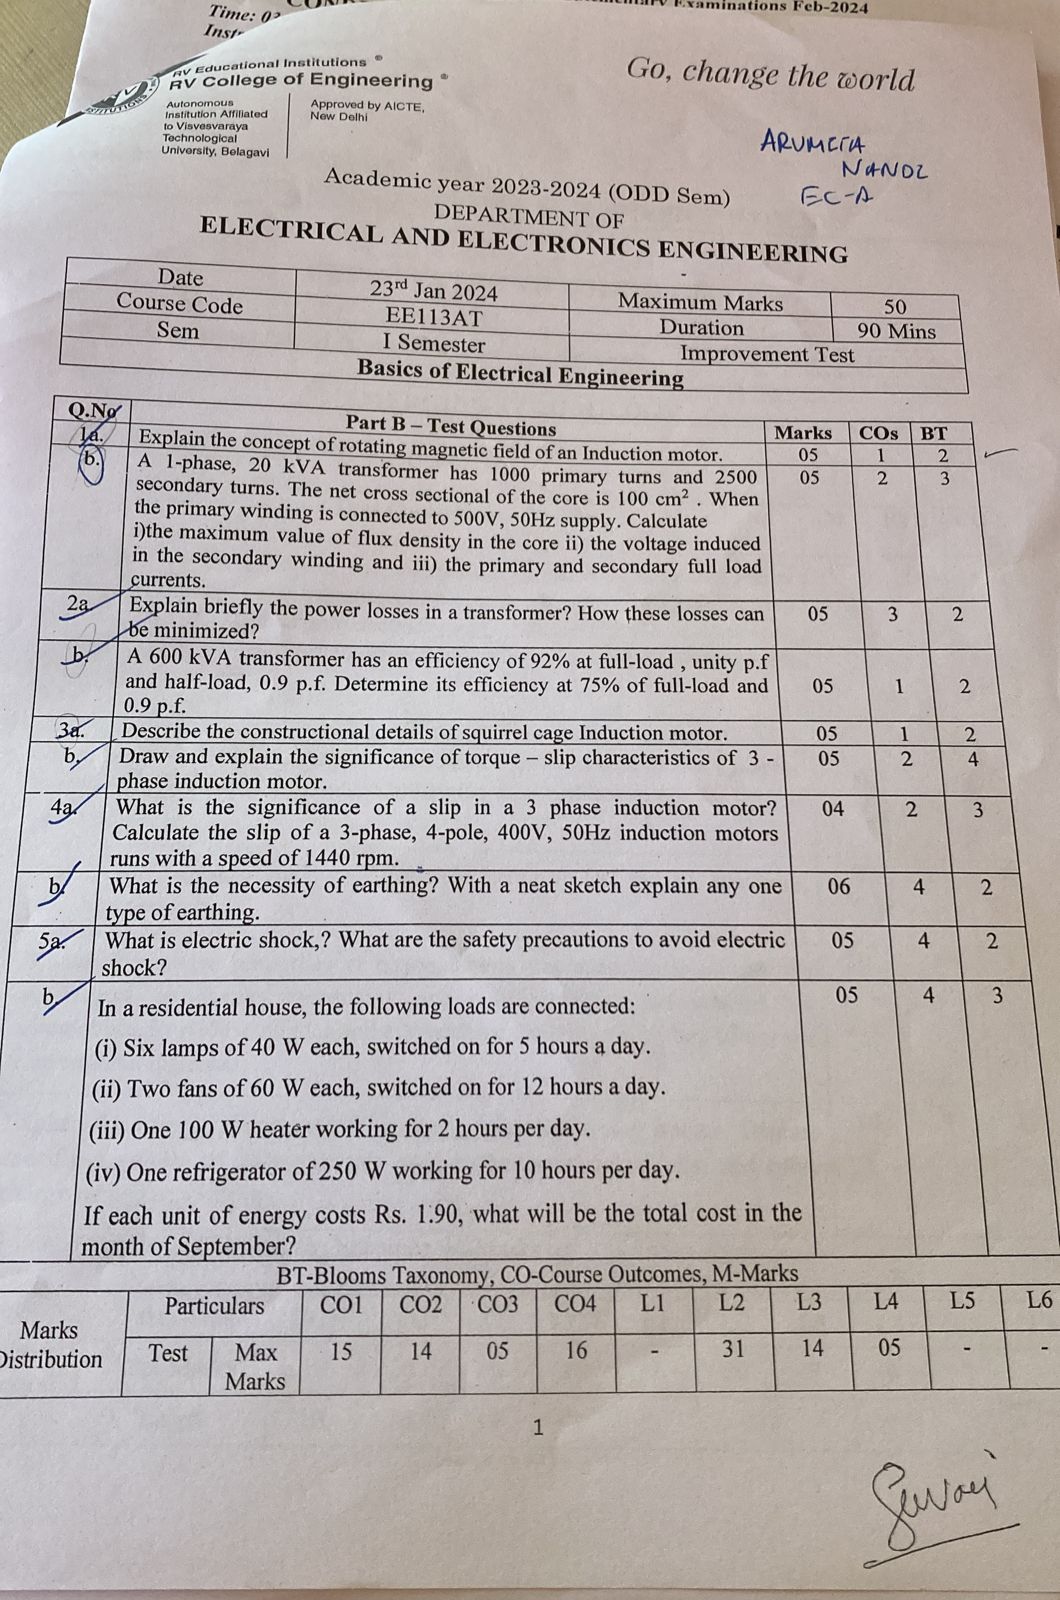 Examinations Feb-2024
Time: 03
Inst
RV Educational Institutions ®
RV College of Engineering ®
Autonomous
Institution Affiliated
to Visvesvaraya
Technological
University, Belagavi
Approved by AICTE,
New Delhi
Go, change the world
EC-A
Academic year 2023-2024 (ODD Sem)
DEPARTMENT OF
ELECTRICAL AND ELECTRONICS ENGINEERING
Date 23rd Jan 2024 Maximum Marks 50
Course Code EE113AT Duration 90 Mins
Sem I Semester Improvement Test
Basics of Electrical Engineering
Q.No Part B – Test Questions Marks COs BT
1a. Explain the concept of rotating magnetic field of an Induction motor. 05 1 2
b. A 1-phase, 20 kVA transformer has 1000 primary turns and 2500 05 2 3
secondary turns. The net cross sectional of the core is 100 cm² . When
the primary winding is connected to 500V, 50Hz supply. Calculate
i)the maximum value of flux density in the core ii) the voltage induced
in the secondary winding and iii) the primary and secondary full load
currents.
2a Explain briefly the power losses in a transformer? How these losses can 05 3 2
be minimized?
b. A 600 kVA transformer has an efficiency of 92% at full-load , unity p.f
and half-load, 0.9 p.f. Determine its efficiency at 75% of full-load and 05 1 2
0.9 p.f.
3a. Describe the constructional details of squirrel cage Induction motor. 05 1 2
b. Draw and explain the significance of torque – slip characteristics of 3 - 05 2 4
phase induction motor.
4a. What is the significance of a slip in a 3 phase induction motor? 04 2 3
Calculate the slip of a 3-phase, 4-pole, 400V, 50Hz induction motors
runs with a speed of 1440 rpm.
b. What is the necessity of earthing? With a neat sketch explain any one 06 4 2
type of earthing.
5a. What is electric shock,? What are the safety precautions to avoid electric 05 4 2
shock?
b. In a residential house, the following loads are connected: 05 4 3
(i) Six lamps of 40 W each, switched on for 5 hours a day.
(ii) Two fans of 60 W each, switched on for 12 hours a day.
(iii) One 100 W heater working for 2 hours per day.
(iv) One refrigerator of 250 W working for 10 hours per day.
If each unit of energy costs Rs. 1.90, what will be the total cost in the
month of September?
BT-Blooms Taxonomy, CO-Course Outcomes, M-Marks
Marks Distribution Particulars CO1 CO2 CO3 CO4 L1 L2 L3 L4 L5 L6
Test Max Marks 15 14 05 16 - 31 14 05 - -
1